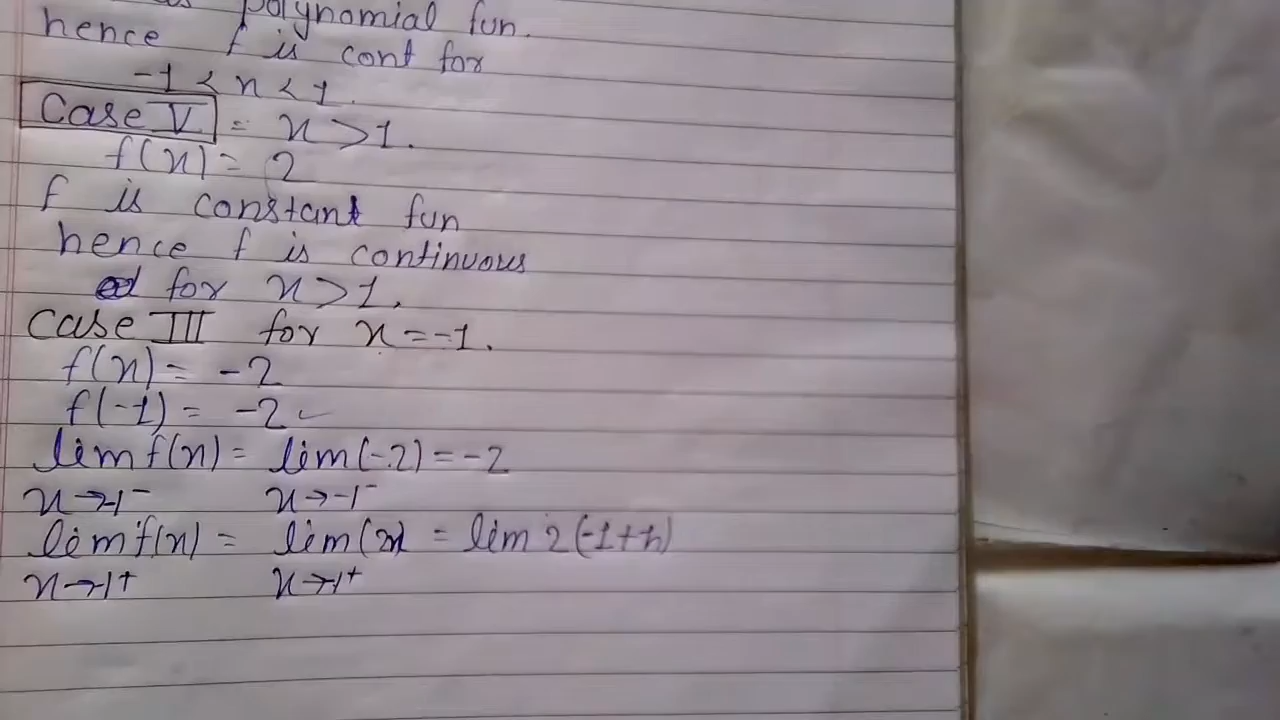 polynomial fun.
hence f is cont for
-1 < x < 1.
Case V = x > 1.
f(x) = 2
f is constant fun
hence f is continuous
for x > 1.
Case III for x = -1.
f(x) = -2
f(-1) = -2 ✓
lim f(x) = lim (-2) = -2
x→-1⁻ x→-1⁻
lim f(x) = lim (2x) = lim 2(-1+h)
x→-1⁺ x→-1⁺